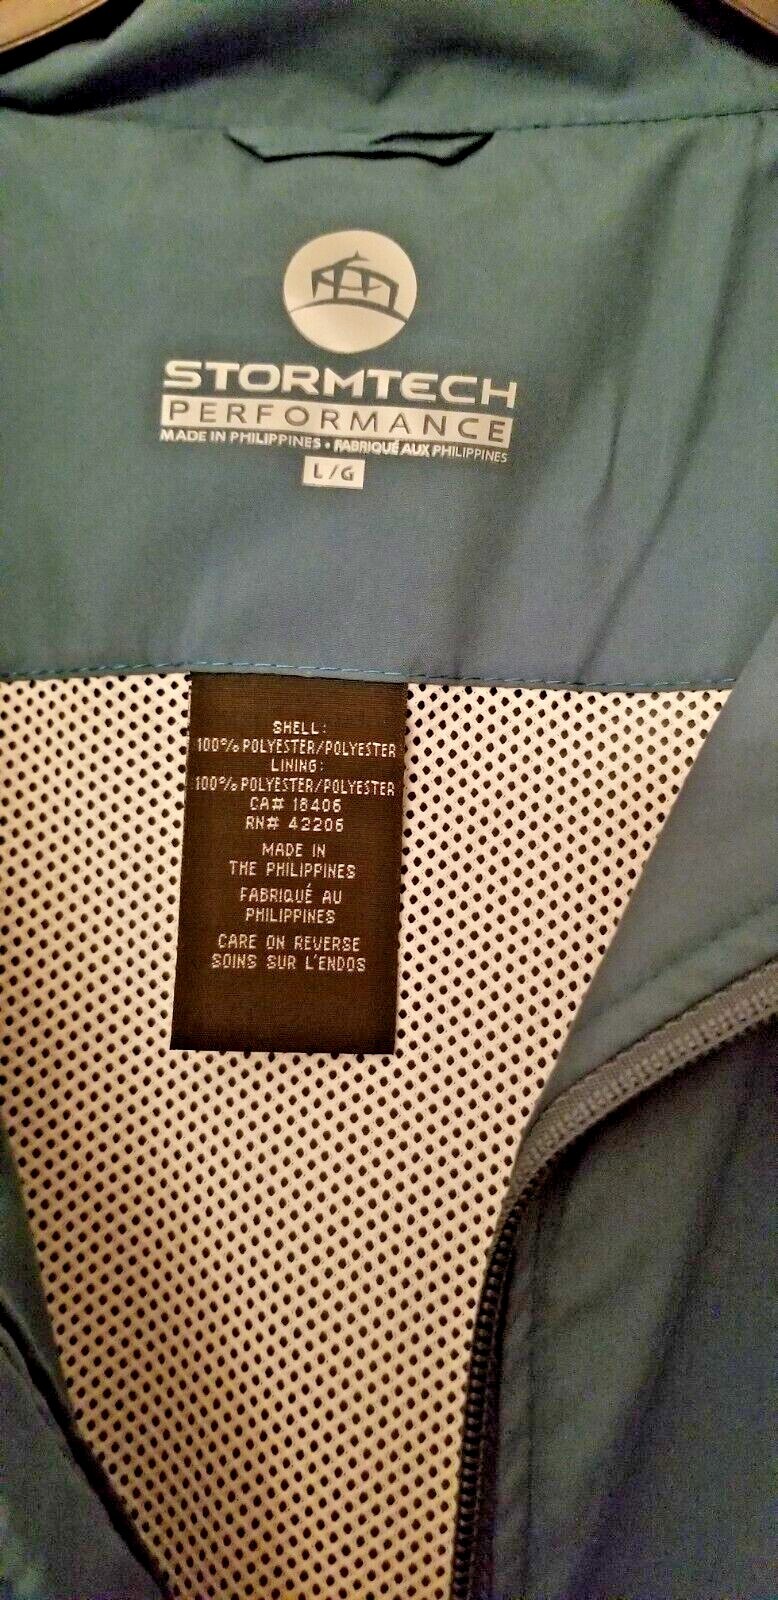 STORMTECH
PERFORMANCE
MADE IN PHILIPPINES • FABRIQUÉ AUX PHILIPPINES
L/G
SHELL:
100% POLYESTER/POLYESTER
LINING:
100% POLYESTER/POLYESTER
CA# 18406
RN# 42206
MADE IN
THE PHILIPPINES
FABRIQUÉ AU
PHILIPPINES
CARE ON REVERSE
SOINS SUR L'ENDOS